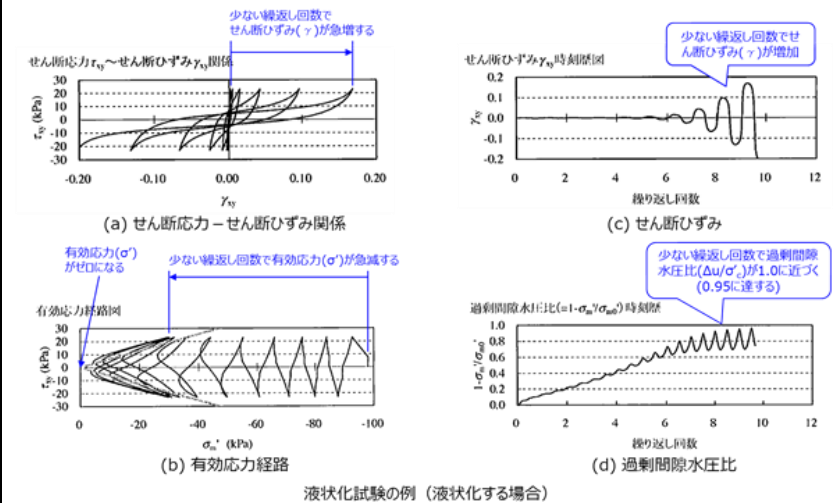 少ない繰返し回数で
せん断ひずみ(γ)が急増する
せん断応力τxy～せん断ひずみγxy関係
30
20
10
0
-10
-20
-30
τxy (kPa)
-0.20 -0.10 0.00 0.10 0.20
γxy
(a) せん断応力－せん断ひずみ関係
少ない繰返し回数でせ
ん断ひずみ(γ)が増加
せん断ひずみγxy時刻歴図
0.2
0.1
0.0
-0.1
-0.2
γxy
0 2 4 6 8 10 12
繰り返し回数
(c) せん断ひずみ
有効応力(σ')
がゼロになる
少ない繰返し回数で有効応力(σ')が急減する
有効応力経路図
30
20
10
0
-10
-20
-30
τxy (kPa)
0 -20 -40 -60 -80 -100
σm' (kPa)
(b) 有効応力経路
少ない繰返し回数で過剰間隙
水圧比(Δu/σ'c)が1.0に近づく
(0.95に達する)
過剰間隙水圧比(=1-σm'/σm0')時刻歴
1.0
0.8
0.6
0.4
0.2
0.0
1-σm'/σm0'
0 2 4 6 8 10 12
繰り返し回数
(d) 過剰間隙水圧比
液状化試験の例（液状化する場合）